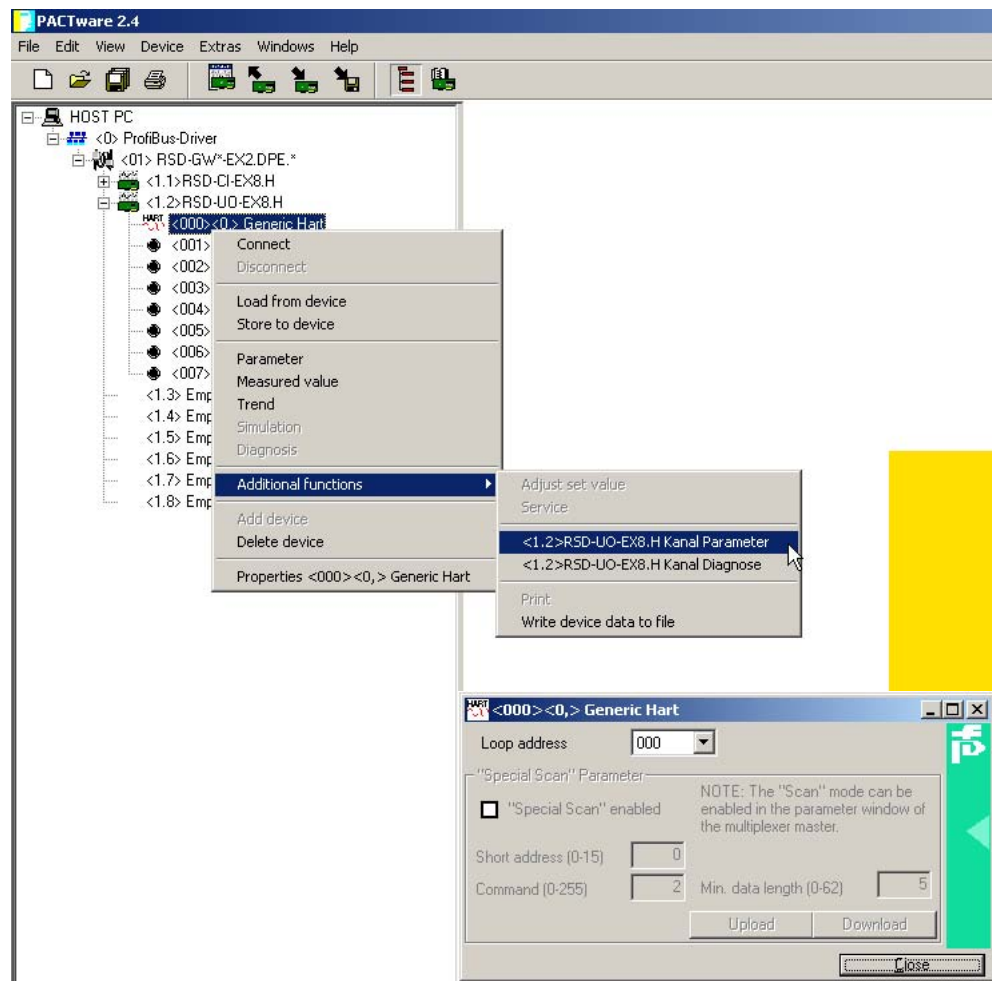 PACTware 2.4
File Edit View Device Extras Windows Help
HOST PC
<0> ProfiBus-Driver
<01> RSD-GW*-EX2.DPE.*
<1.1>RSD-CI-EX8.H
<1.2>RSD-UO-EX8.H
HART <000><0,> Generic Hart
<001>
<002>
<003>
<004>
<005>
<006>
<007>
<1.3> Emp
<1.4> Emp
<1.5> Emp
<1.6> Emp
<1.7> Emp
<1.8> Emp
Connect
Disconnect
Load from device
Store to device
Parameter
Measured value
Trend
Simulation
Diagnosis
Additional functions
Add device
Delete device
Properties <000><0,> Generic Hart
Adjust set value
Service
<1.2>RSD-UO-EX8.H Kanal Parameter
<1.2>RSD-UO-EX8.H Kanal Diagnose
Print
Write device data to file
HART <000><0,> Generic Hart
Loop address 000
"Special Scan" Parameter
"Special Scan" enabled
NOTE: The "Scan" mode can be
enabled in the parameter window of
the multiplexer master.
Short address (0-15) 0
Command (0-255) 2 Min. data length (0-62) 5
Upload Download
Close